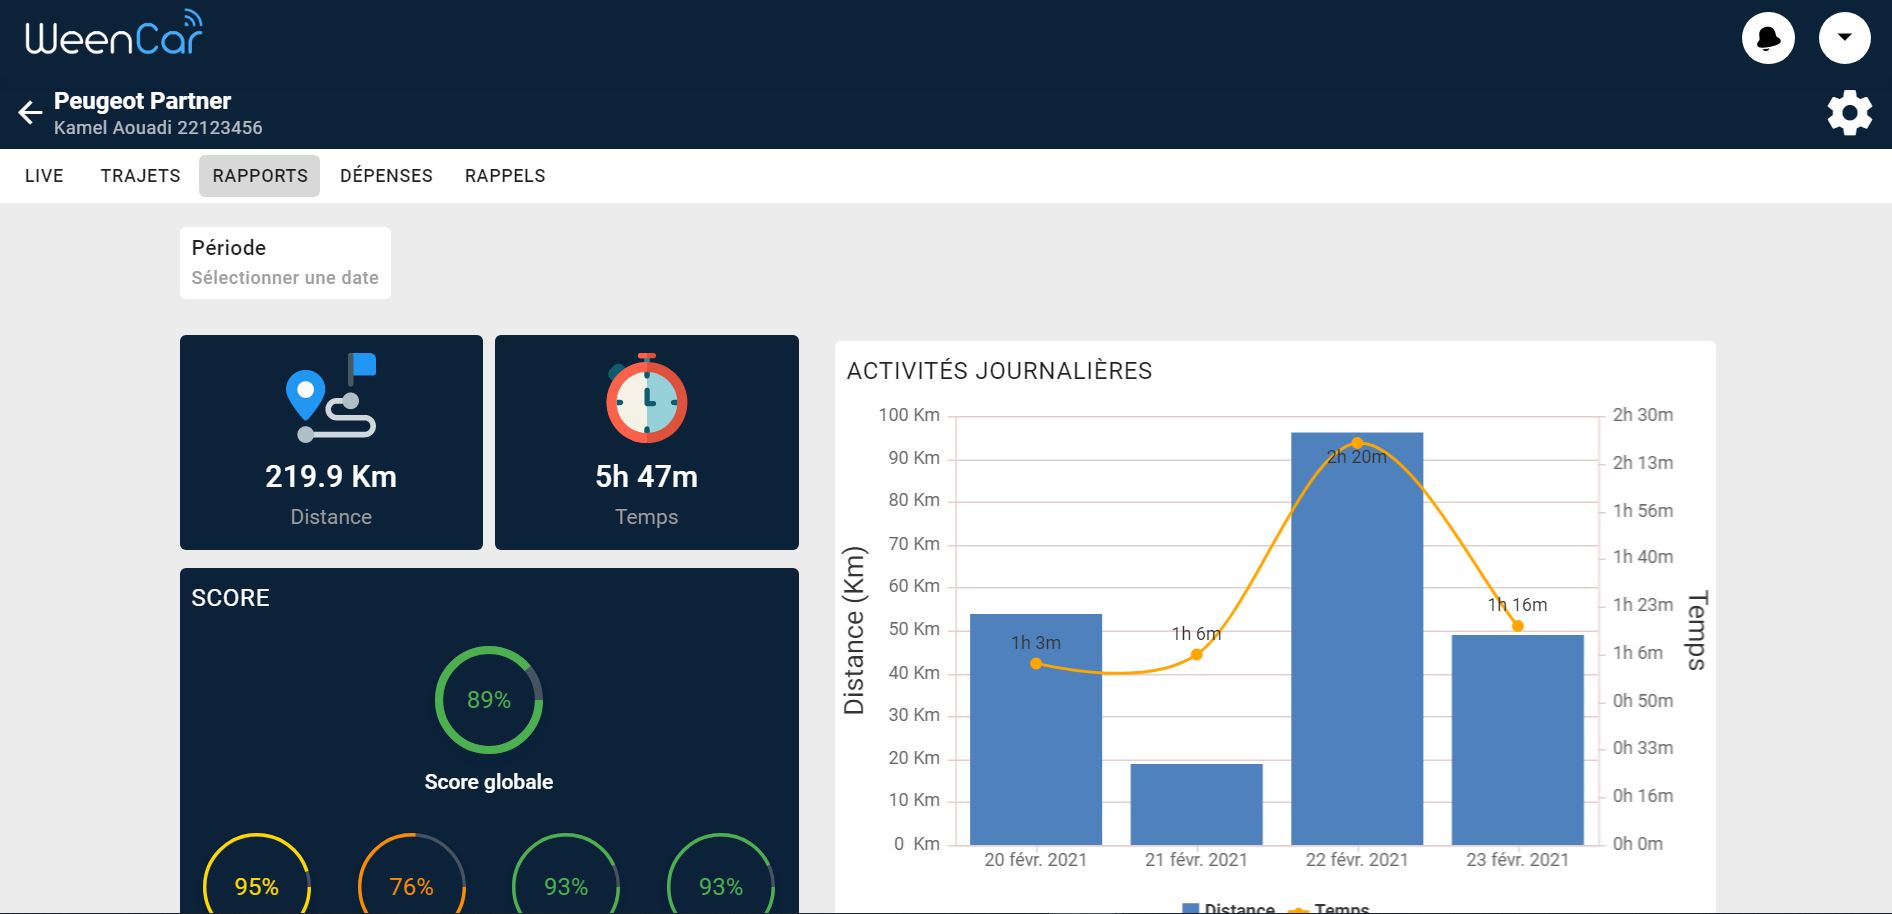 WeenCar
Peugeot Partner
Kamel Aouadi 22123456
LIVE
TRAJETS
RAPPORTS
DÉPENSES
RAPPELS
Période
Sélectionner une date
219.9 Km
Distance
5h 47m
Temps
SCORE
89%
Score globale
95%
76%
93%
93%
ACTIVITÉS JOURNALIÈRES
100 Km
90 Km
80 Km
70 Km
60 Km
50 Km
40 Km
30 Km
20 Km
10 Km
0 Km
Distance (Km)
1h 3m
1h 6m
2h 20m
1h 16m
2h 30m
2h 13m
1h 56m
1h 40m
1h 23m
1h 6m
0h 50m
0h 33m
0h 16m
0h 0m
Temps
20 févr. 2021
21 févr. 2021
22 févr. 2021
23 févr. 2021
Distance
Temps